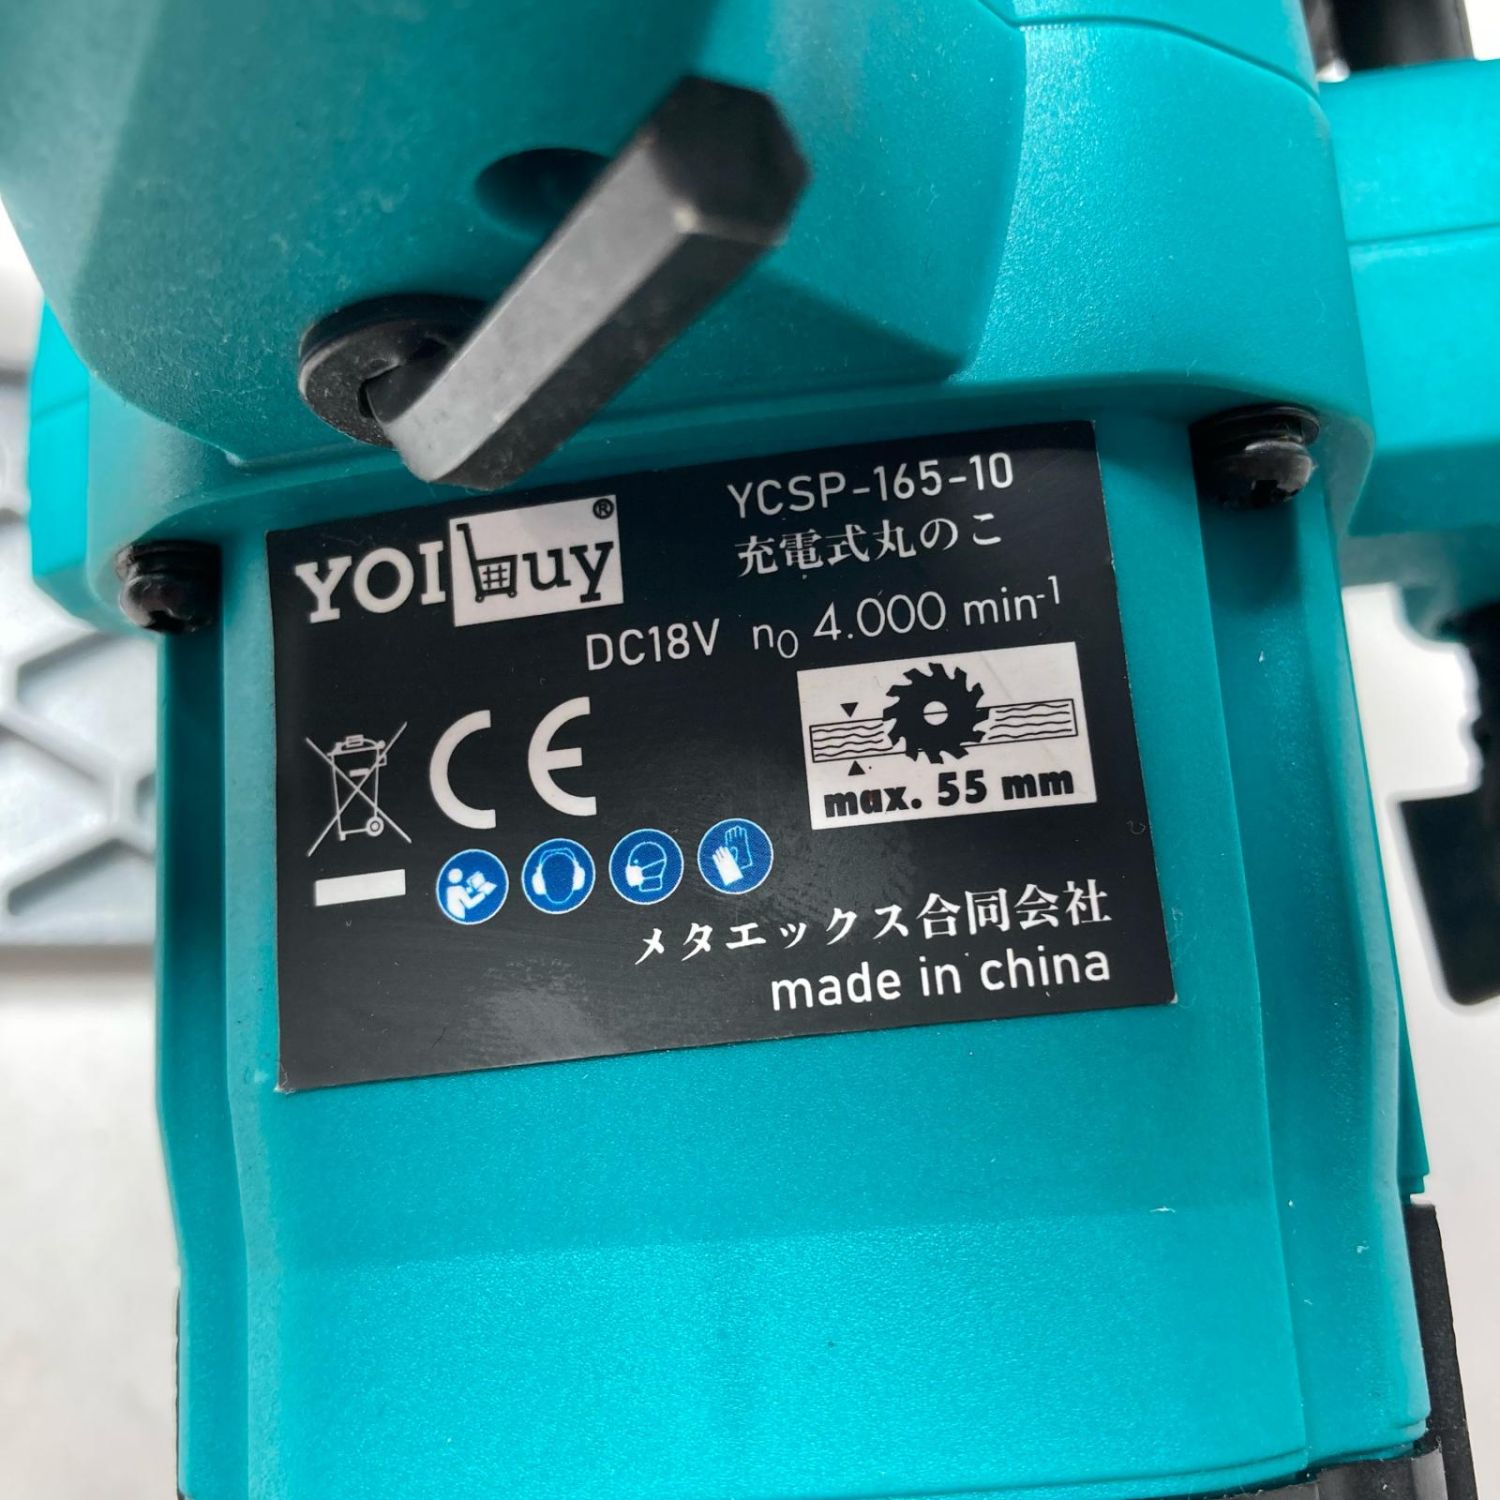 YOIbuy®
YCSP-165-10
充電式丸のこ
DC18V n₀ 4.000 min⁻¹
CE
max. 55 mm
メタエックス合同会社
made in china